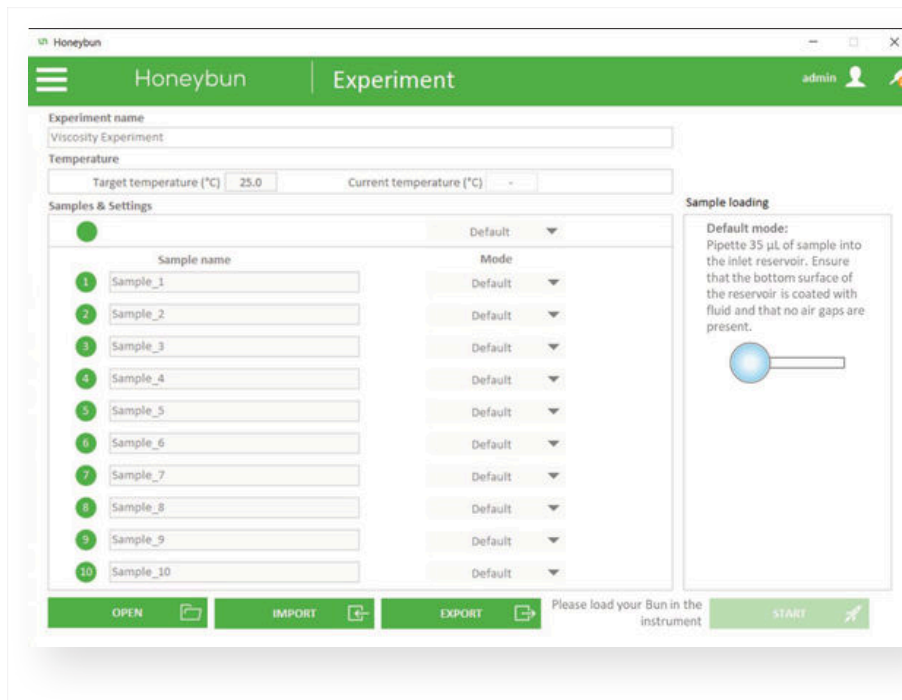 Honeybun
Honeybun Experiment admin
Experiment name
Viscosity Experiment
Temperature
Target temperature (°C) 25.0 Current temperature (°C) -
Samples & Settings
Default
Sample name Mode
1 Sample_1 Default
2 Sample_2 Default
3 Sample_3 Default
4 Sample_4 Default
5 Sample_5 Default
6 Sample_6 Default
7 Sample_7 Default
8 Sample_8 Default
9 Sample_9 Default
10 Sample_10 Default
Sample loading
Default mode:
Pipette 35 µL of sample into
the inlet reservoir. Ensure
that the bottom surface of
the reservoir is coated with
fluid and that no air gaps are
present.
OPEN IMPORT EXPORT
Please load your Bun in the
instrument
START